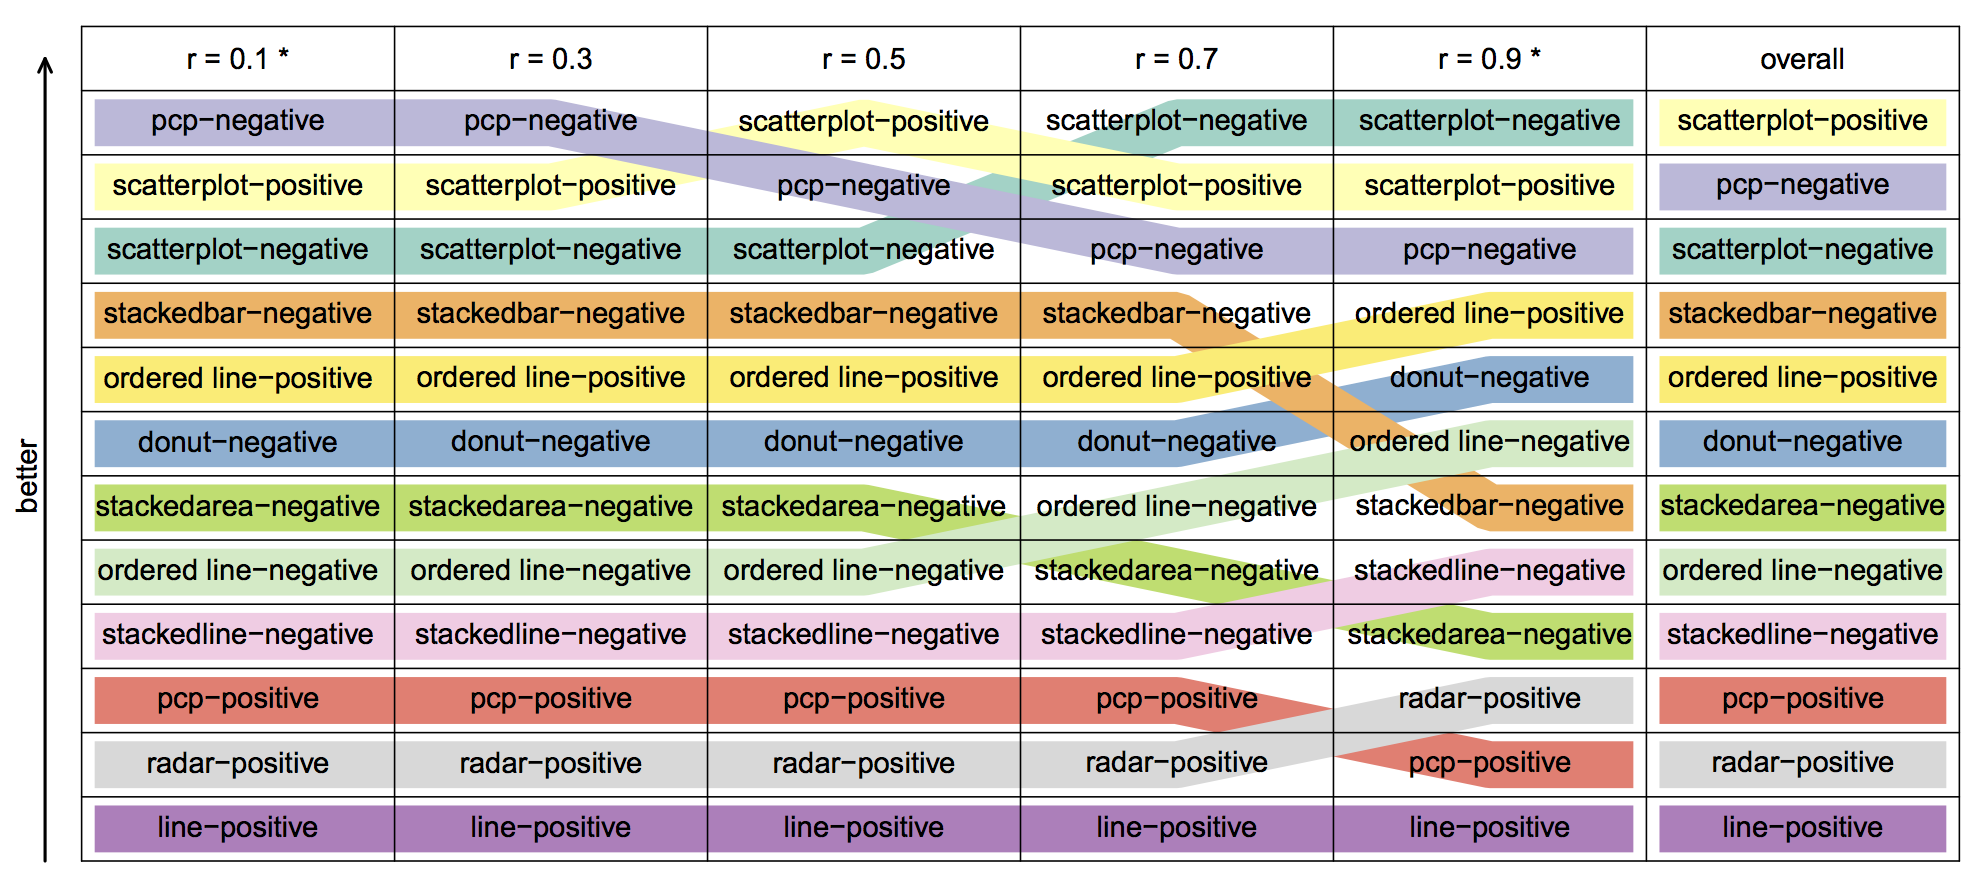 r = 0.1 * r = 0.3 r = 0.5 r = 0.7 r = 0.9 * overall
pcp−negative pcp−negative scatterplot−positive scatterplot−negative scatterplot−negative scatterplot−positive
scatterplot−positive scatterplot−positive pcp−negative scatterplot−positive scatterplot−positive pcp−negative
scatterplot−negative scatterplot−negative scatterplot−negative pcp−negative pcp−negative scatterplot−negative
stackedbar−negative stackedbar−negative stackedbar−negative stackedbar−negative ordered line−positive stackedbar−negative
ordered line−positive ordered line−positive ordered line−positive ordered line−positive donut−negative ordered line−positive
donut−negative donut−negative donut−negative donut−negative ordered line−negative donut−negative
stackedarea−negative stackedarea−negative stackedarea−negative ordered line−negative stackedbar−negative stackedarea−negative
ordered line−negative ordered line−negative ordered line−negative stackedarea−negative stackedline−negative ordered line−negative
stackedline−negative stackedline−negative stackedline−negative stackedline−negative stackedarea−negative stackedline−negative
pcp−positive pcp−positive pcp−positive pcp−positive radar−positive pcp−positive
radar−positive radar−positive radar−positive radar−positive pcp−positive radar−positive
line−positive line−positive line−positive line−positive line−positive line−positive
better